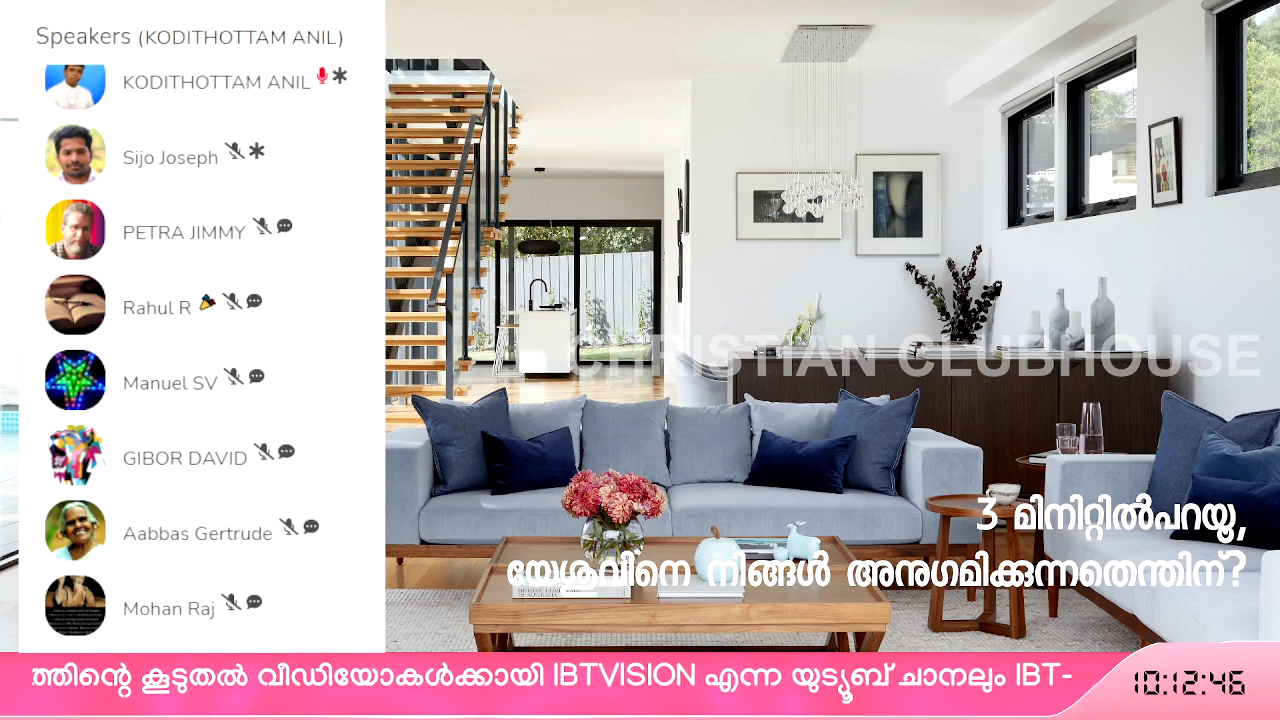 Speakers (KODITHOTTAM ANIL)
KODITHOTTAM ANIL
Sijo Joseph
PETRA JIMMY
Rahul R
Manuel SV
GIBOR DAVID
Aabbas Gertrude
Mohan Raj
CHRISTIAN CLUBHOUSE
3 മിനിറ്റിൽപറയൂ,
യേശുവിനെ നിങ്ങൾ അനുഗമിക്കുന്നതെന്തിന്?
ത്തിന്റെ കൂടുതൽ വീഡിയോകൾക്കായി IBTVISION എന്ന യുട്യൂബ് ചാനലും IBT-
10:12:46